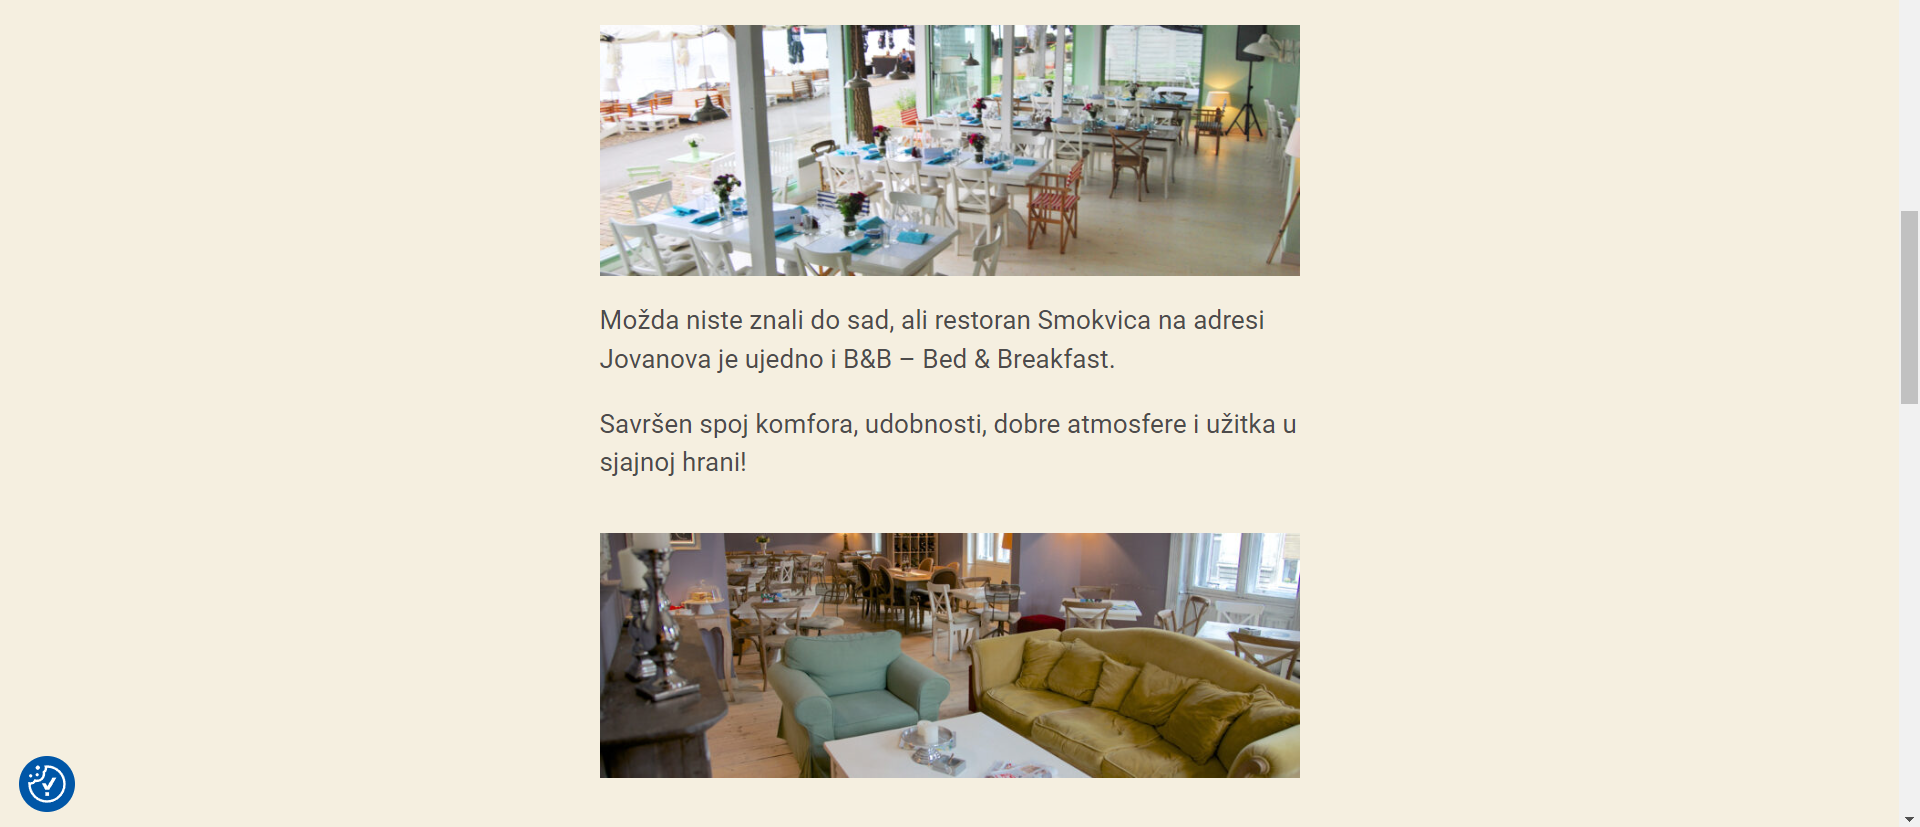 Možda niste znali do sad, ali restoran Smokvica na adresi
Jovanova je ujedno i B&B – Bed & Breakfast.
Savršen spoj komfora, udobnosti, dobre atmosfere i užitka u
sjajnoj hrani!